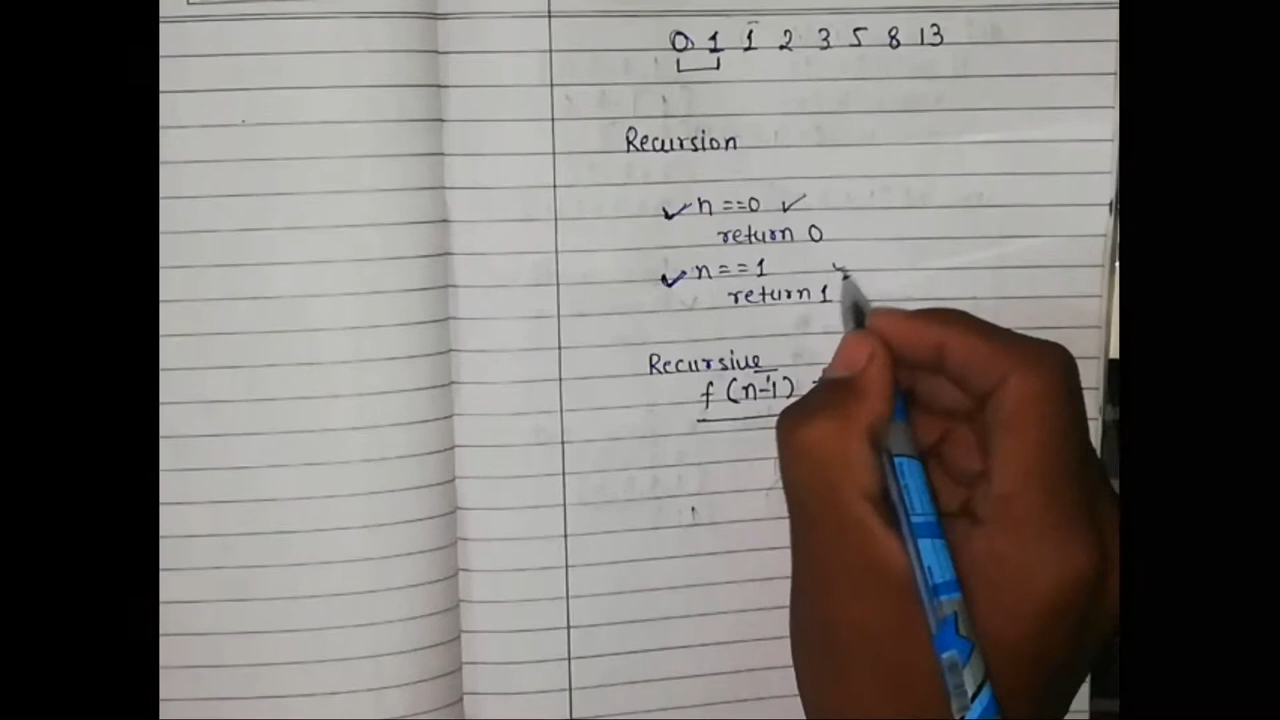 0 1 1 2 3 5 8 13
Recursion
✓ n==0 ✓
return 0
✓ n==1
return 1
Recursive
f(n-1)